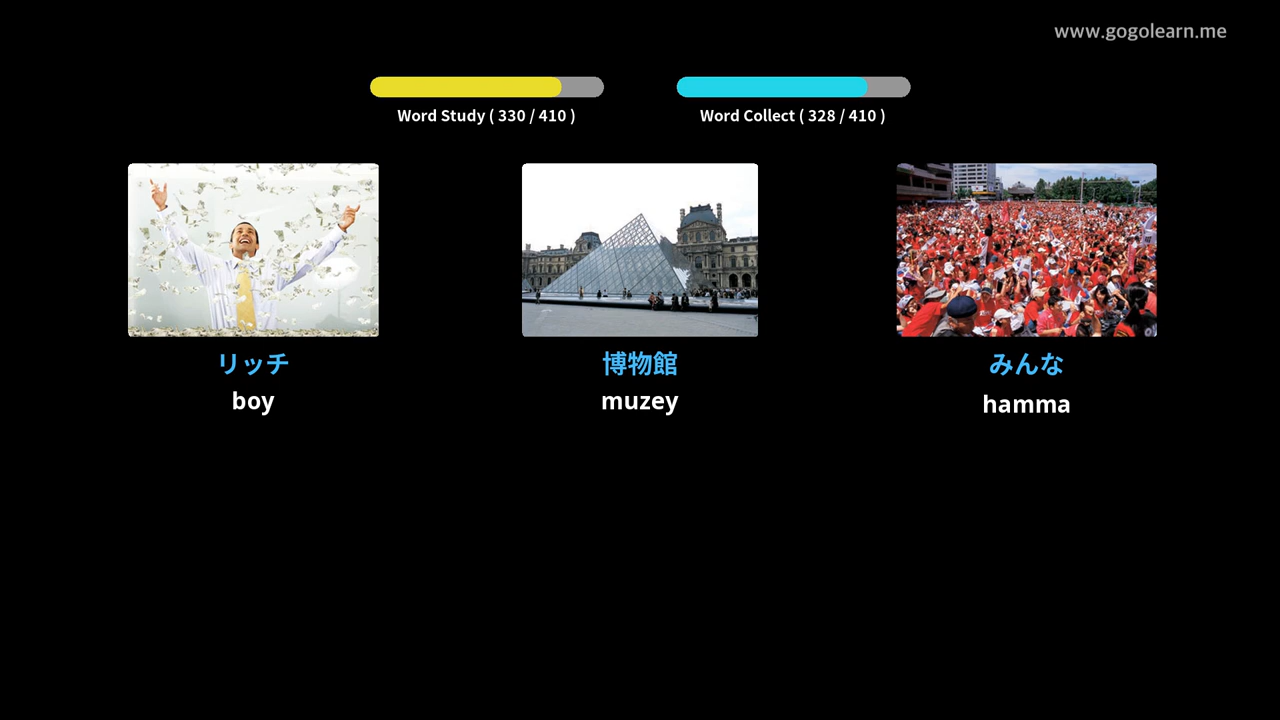 www.gogolearn.me
Word Study ( 330 / 410 )
Word Collect ( 328 / 410 )
リッチ
boy
博物館
muzey
みんな
hamma